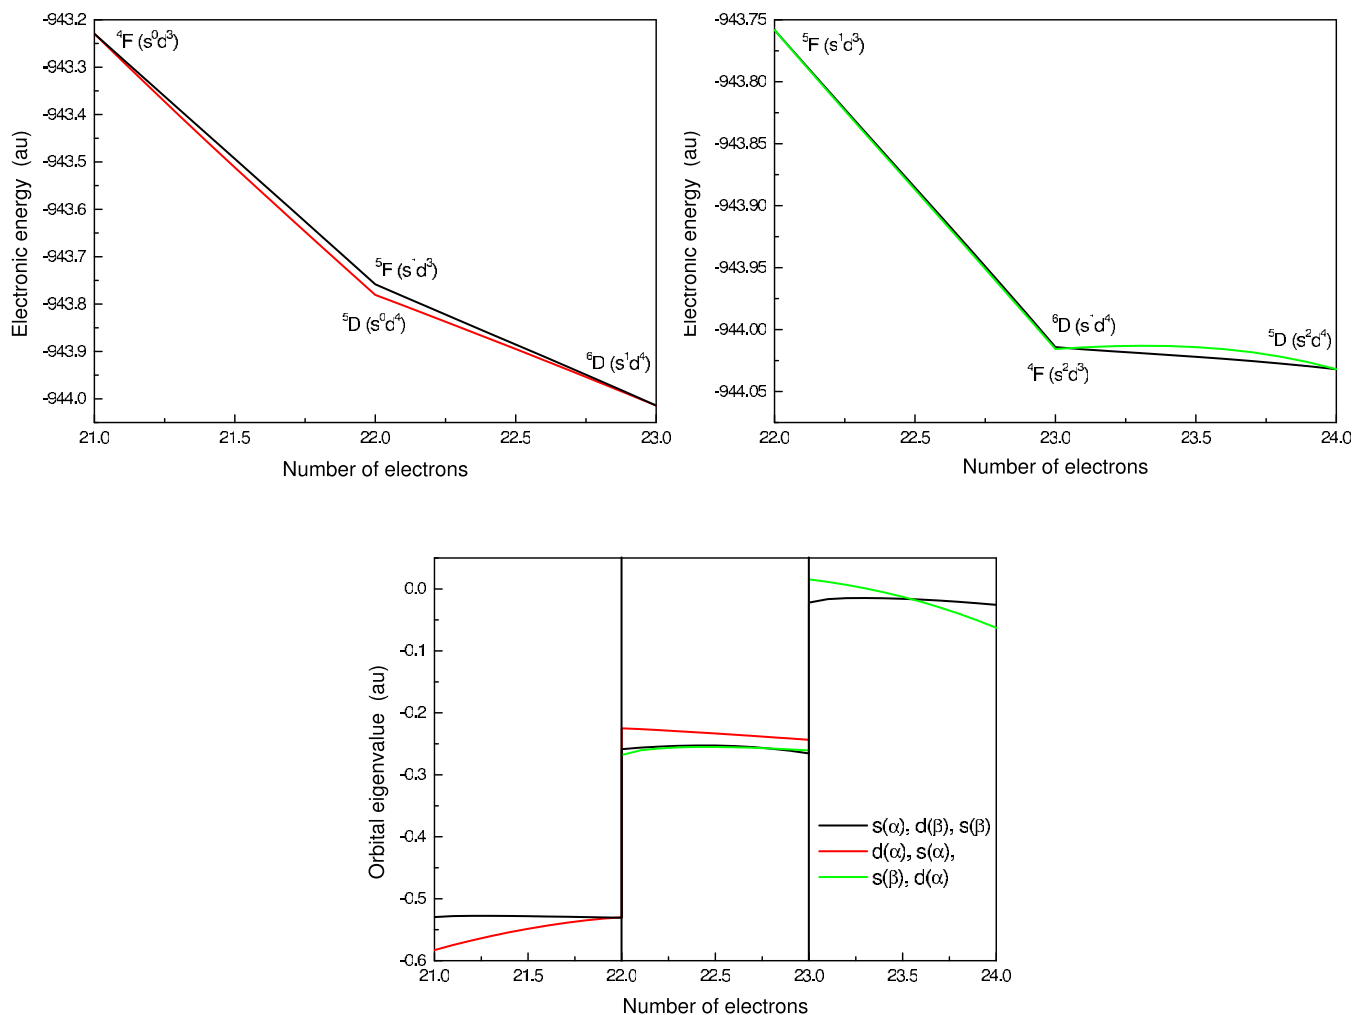 -943.2
-943.3
-943.4
-943.5
-943.6
-943.7
-943.8
-943.9
-944.0
Electronic energy (au)
⁴F (s⁰d³)
⁵F (s¹d³)
⁵D (s⁰d⁴)
⁶D (s¹d⁴)
21.0 21.5 22.0 22.5 23.0
Number of electrons
-943.75
-943.80
-943.85
-943.90
-943.95
-944.00
-944.05
Electronic energy (au)
⁵F (s¹d³)
⁶D (s¹d⁴)
⁴F (s²d³)
⁵D (s²d⁴)
22.0 22.5 23.0 23.5 24.0
Number of electrons
0.0
-0.1
-0.2
-0.3
-0.4
-0.5
-0.6
Orbital eigenvalue (au)
s(α), d(β), s(β)
d(α), s(α),
s(β), d(α)
21.0 21.5 22.0 22.5 23.0 23.5 24.0
Number of electrons